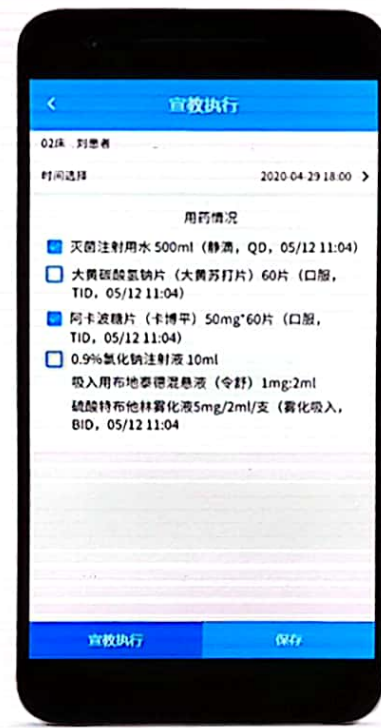 宣教执行
02床 刘患者
时间选择 2020-04-29 18:00
用药情况
灭菌注射用水 500ml（静滴，QD，05/12 11:04）
大黄碳酸氢钠片（大黄苏打片）60片（口服，
TID，05/12 11:04）
阿卡波糖片（卡博平）50mg*60片（口服，
TID，05/12 11:04）
0.9%氯化钠注射液 10ml
吸入用布地泰德混悬液（令舒）1mg:2ml
硫酸特布他林雾化液5mg/2ml/支（雾化吸入，
BID，05/12 11:04
宣教执行 保存